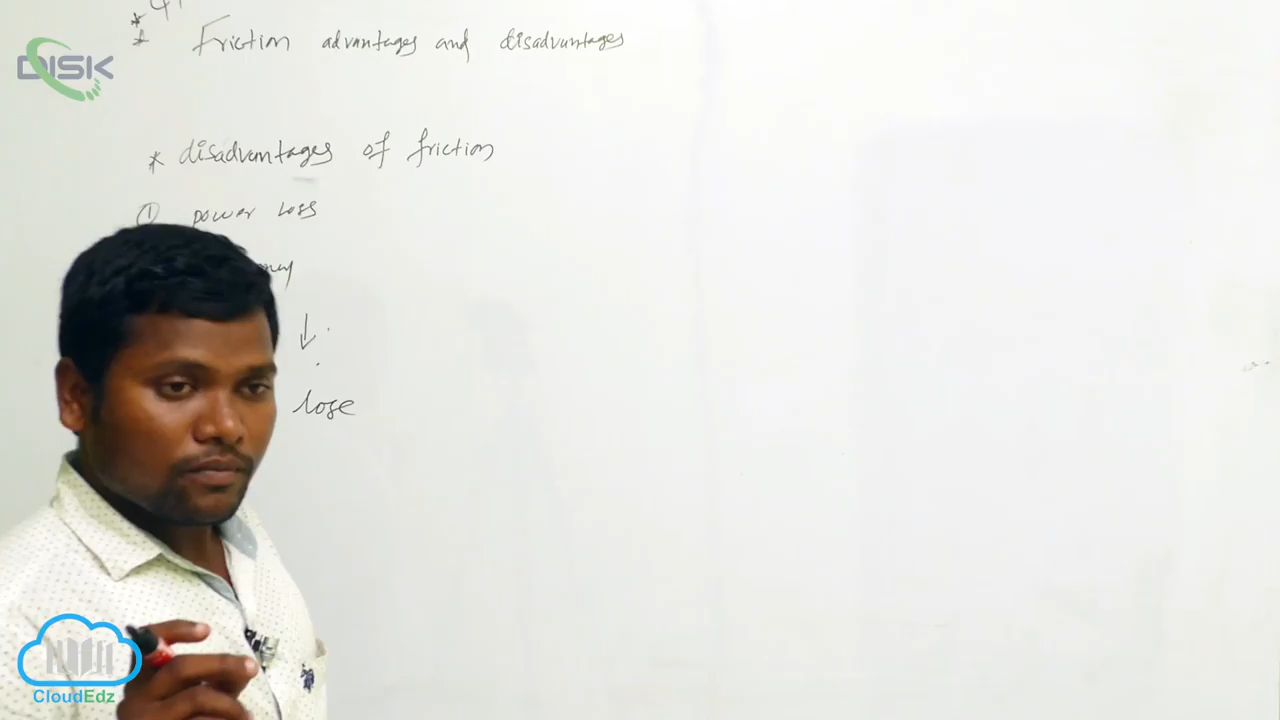 * Friction advantages and disadvantages
DISK
* disadvantages of friction
① power loss
↓
lose
CloudEdz